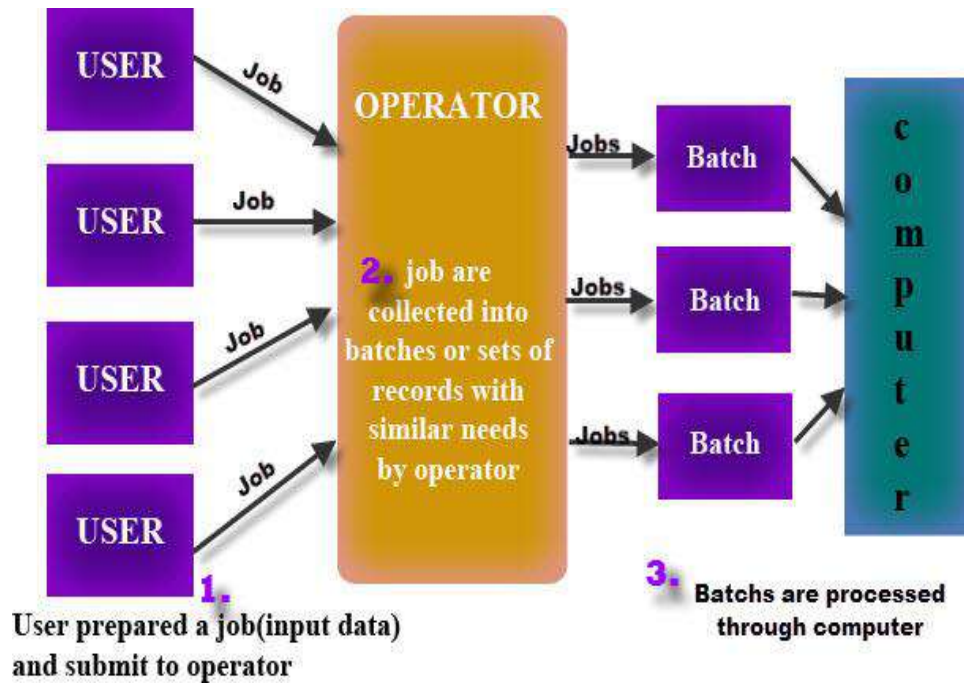 USER
Job
USER
Job
USER
Job
USER
Job
1.
User prepared a job(input data)
and submit to operator
OPERATOR
2. job are
collected into
batches or sets of
records with
similar needs
by operator
Jobs
Batch
Jobs
Batch
Jobs
Batch
computer
3. Batchs are processed
through computer